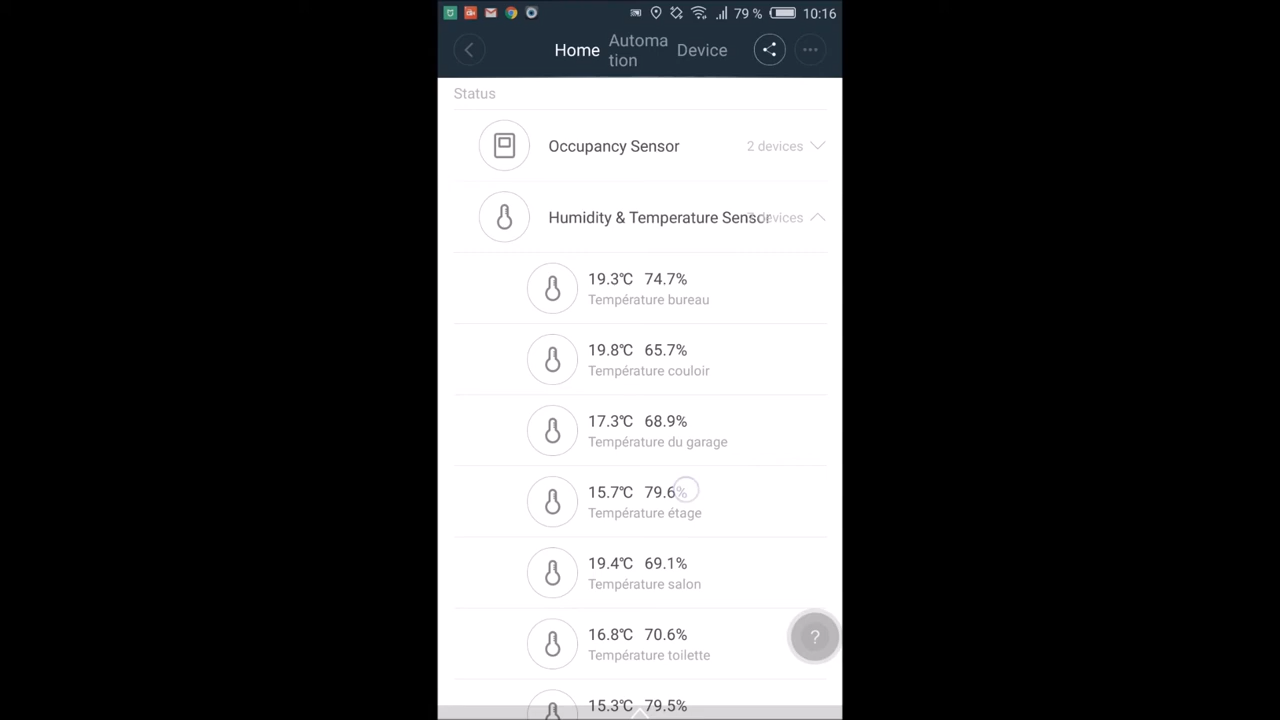 79 % 10:16
Home Automa
tion Device
Status
Occupancy Sensor 2 devices
Humidity & Temperature Sensor devices
19.3℃ 74.7%
Température bureau
19.8℃ 65.7%
Température couloir
17.3℃ 68.9%
Température du garage
15.7℃ 79.6%
Température étage
19.4℃ 69.1%
Température salon
16.8℃ 70.6%
Température toilette
?
15.3℃ 79.5%